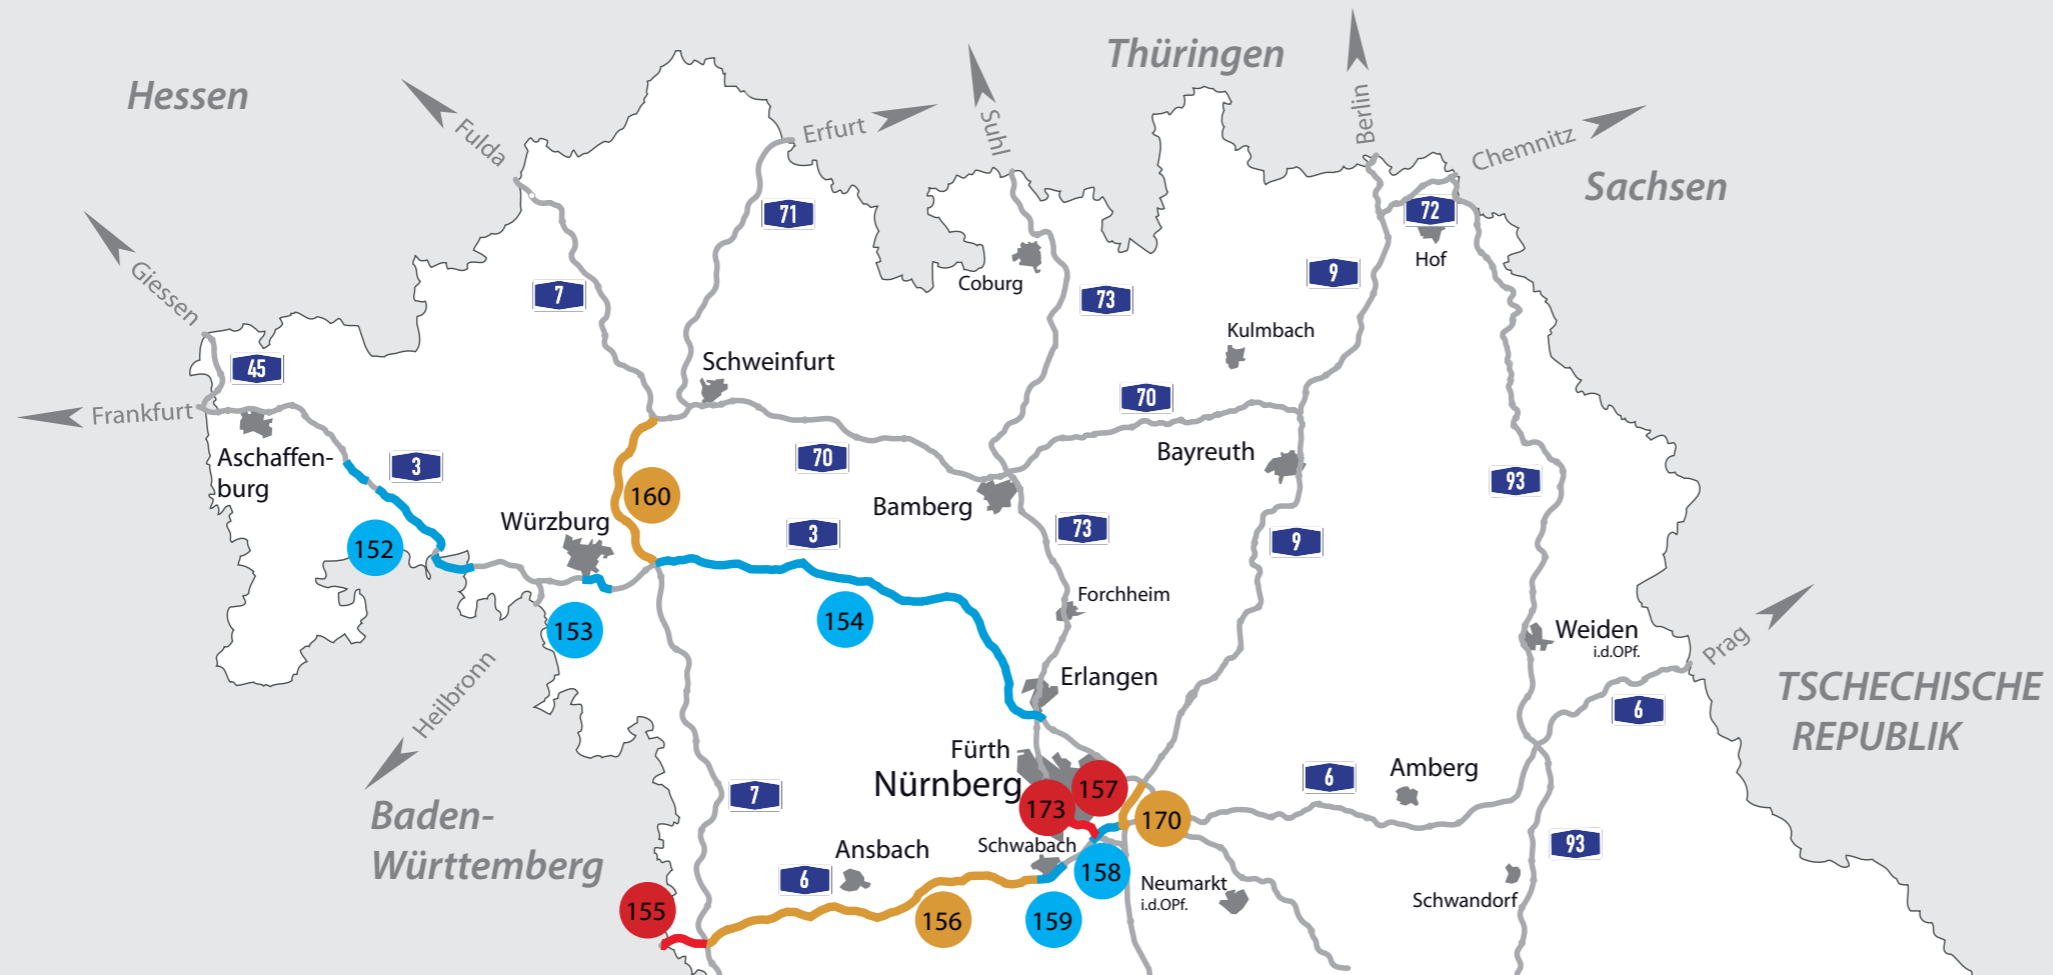 Thüringen
Hessen
Berlin
Suhl
Erfurt
Fulda
Chemnitz
Sachsen
71
72
Hof
Giessen
9
Coburg
73
7
Kulmbach
45
Schweinfurt
70
Frankfurt
Aschaffen-
burg
3
70
Bayreuth
93
160
Bamberg
Würzburg
3
73
9
152
Forchheim
154
153
Weiden
i.d.OPf.
Prag
Heilbronn
Erlangen
TSCHECHISCHE
REPUBLIK
6
Fürth
Nürnberg
7
157
173
6
Amberg
170
Baden-
Württemberg
Schwabach
Ansbach
158
93
6
Neumarkt
i.d.OPf.
Schwandorf
155
156
159